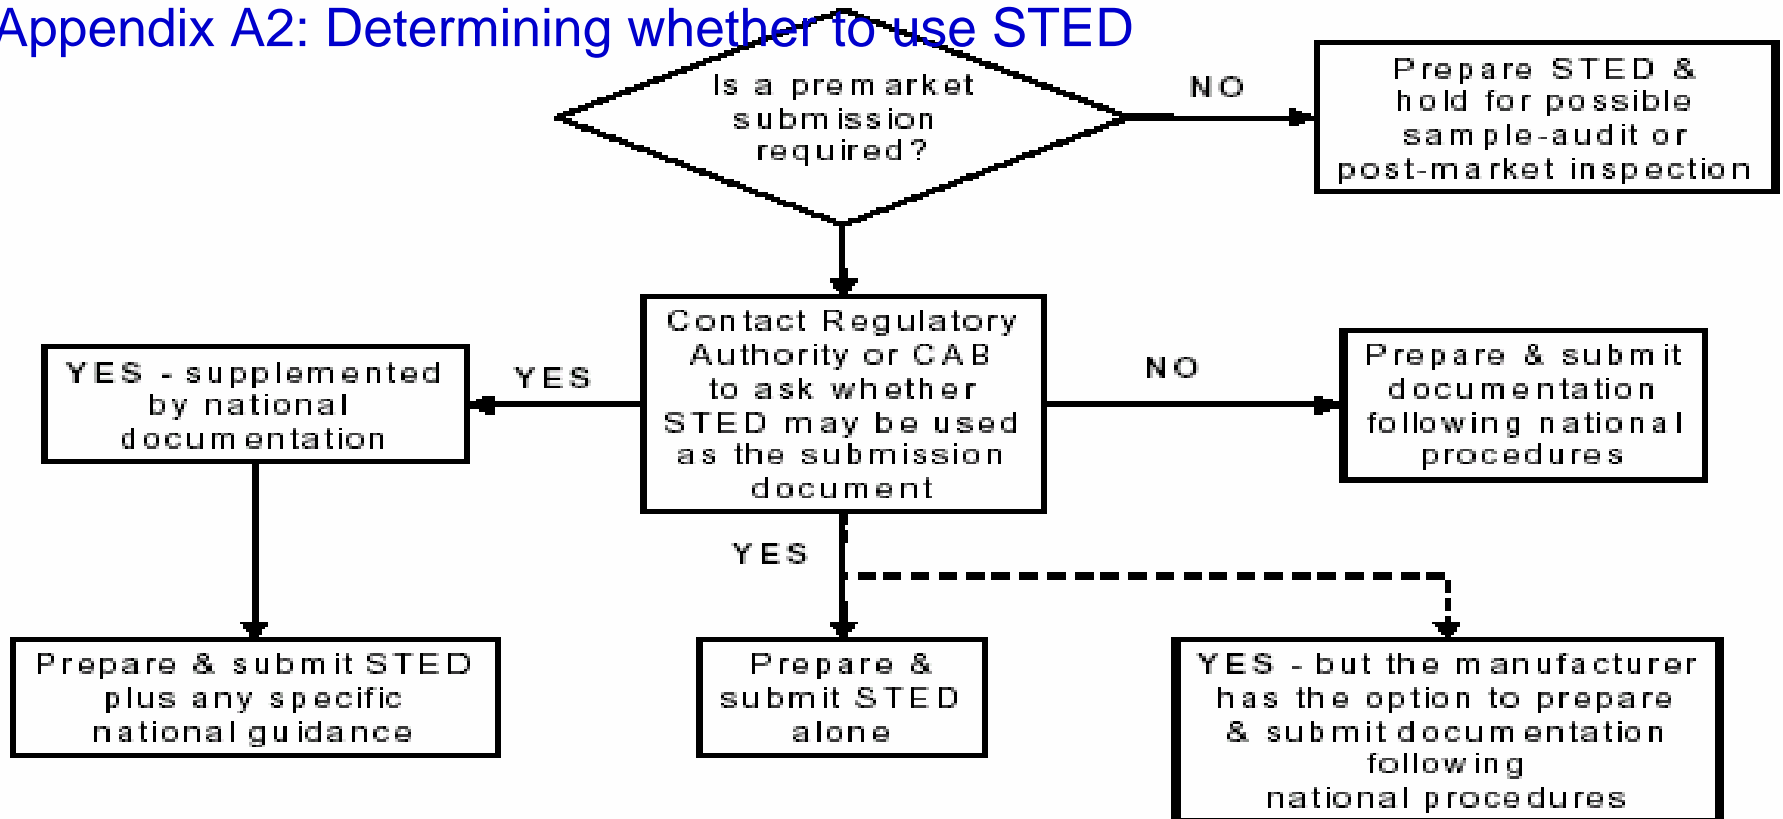 Appendix A2: Determining whether to use STED
Is a premarket
submission
required?
NO
Prepare STED &
hold for possible
sample-audit or
post-market inspection
Contact Regulatory
Authority or CAB
to ask whether
STED may be used
as the submission
document
YES
YES - supplemented
by national
documentation
NO
Prepare & submit
documentation
following national
procedures
YES
Prepare & submit STED
plus any specific
national guidance
Prepare &
submit STED
alone
YES - but the manufacturer
has the option to prepare
& submit documentation
following
national procedures